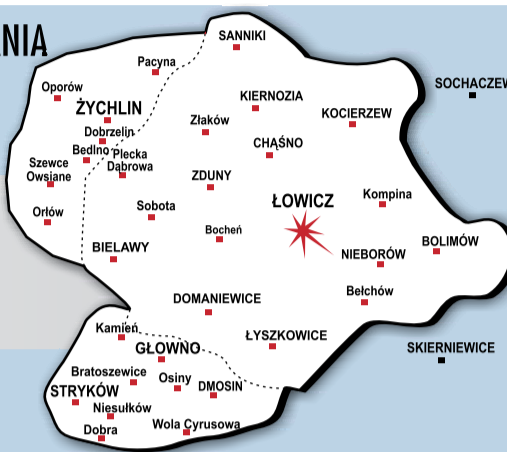 ANIA
SANNIKI
Pacyna
SOCHACZEW
Oporów
KIERNOZIA
ŻYCHLIN
KOCIERZEW
Złaków
Dobrzelin
CHĄŚNO
Bedlno
Plecka
Dąbrowa
Szewce
Owsiane
ZDUNY
Kompina
ŁOWICZ
Sobota
Orłów
Bocheń
BOLIMÓW
BIELAWY
NIEBORÓW
Bełchów
DOMANIEWICE
Kamień
ŁYSZKOWICE
GŁOWNO
SKIERNIEWICE
Bratoszewice
Osiny
DMOSIN
STRYKÓW
Niesułków
Wola Cyrusowa
Dobra